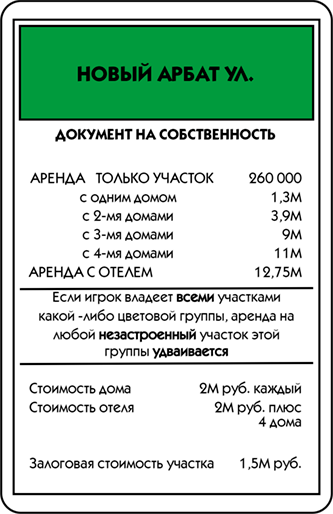 НОВЫЙ АРБАТ УЛ.
ДОКУМЕНТ НА СОБСТВЕННОСТЬ
АРЕНДА ТОЛЬКО УЧАСТОК 260 000
с одним домом 1,3М
с 2-мя домами 3,9М
с 3-мя домами 9М
с 4-мя домами 11М
АРЕНДА С ОТЕЛЕМ 12,75М
Если игрок владеет всеми участками
какой -либо цветовой группы, аренда на
любой незастроенный участок этой
группы удваивается
Стоимость дома 2М руб. каждый
Стоимость отеля 2М руб. плюс
4 дома
Залоговая стоимость участка 1,5М руб.